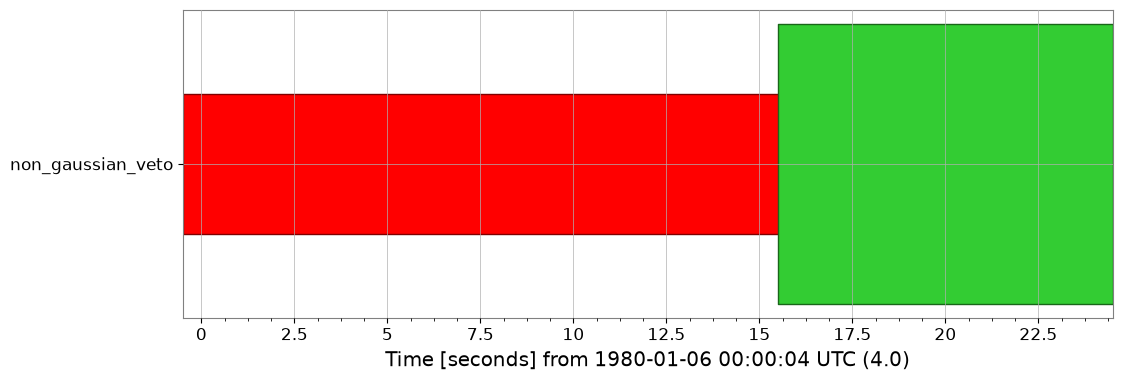 non_gaussian_veto
0 2.5 5 7.5 10 12.5 15 17.5 20 22.5
Time [seconds] from 1980-01-06 00:00:04 UTC (4.0)